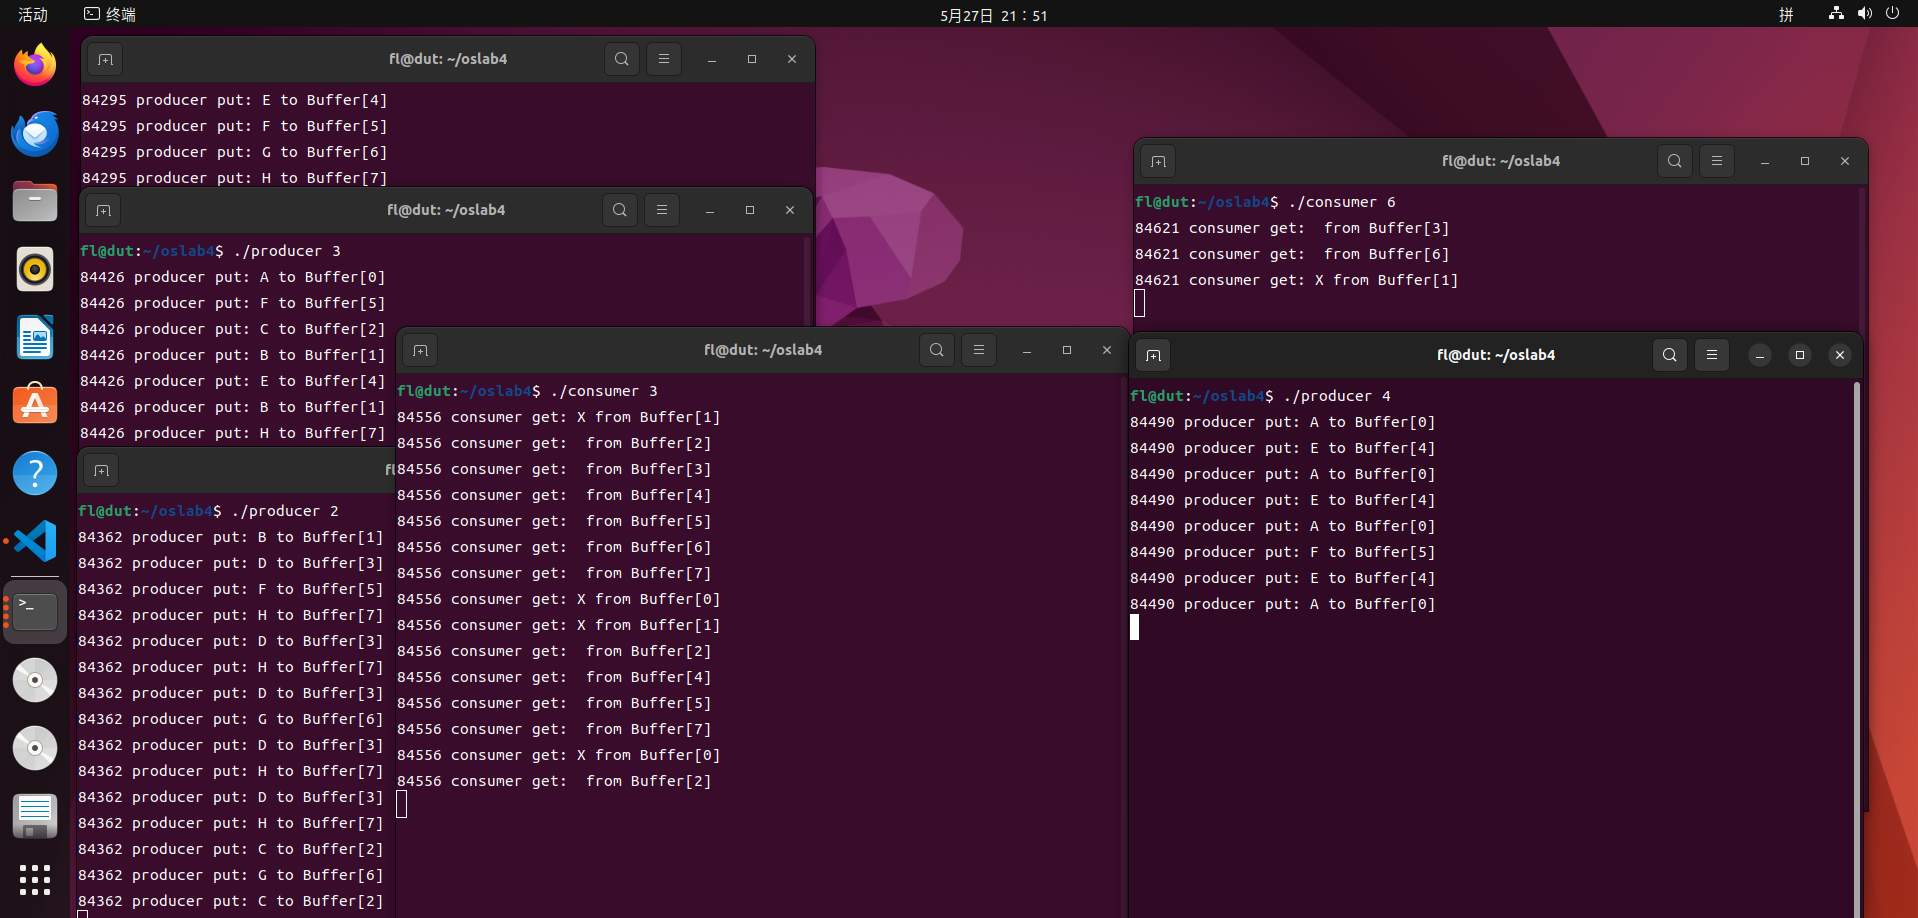 活动 终端 5月27日 21：51 拼
fl@dut: ~/oslab4
84295 producer put: E to Buffer[4]
84295 producer put: F to Buffer[5]
84295 producer put: G to Buffer[6]
84295 producer put: H to Buffer[7]
fl@dut: ~/oslab4
fl@dut:~/oslab4$ ./producer 3
84426 producer put: A to Buffer[0]
84426 producer put: F to Buffer[5]
84426 producer put: C to Buffer[2]
84426 producer put: B to Buffer[1]
84426 producer put: E to Buffer[4]
84426 producer put: B to Buffer[1]
84426 producer put: H to Buffer[7]
fl@dut:~/oslab4$ ./producer 2
84362 producer put: B to Buffer[1]
84362 producer put: D to Buffer[3]
84362 producer put: F to Buffer[5]
84362 producer put: H to Buffer[7]
84362 producer put: D to Buffer[3]
84362 producer put: H to Buffer[7]
84362 producer put: D to Buffer[3]
84362 producer put: G to Buffer[6]
84362 producer put: D to Buffer[3]
84362 producer put: H to Buffer[7]
84362 producer put: D to Buffer[3]
84362 producer put: H to Buffer[7]
84362 producer put: C to Buffer[2]
84362 producer put: G to Buffer[6]
84362 producer put: C to Buffer[2]
fl@dut: ~/oslab4
fl@dut:~/oslab4$ ./consumer 3
84556 consumer get: X from Buffer[1]
84556 consumer get:  from Buffer[2]
84556 consumer get:  from Buffer[3]
84556 consumer get:  from Buffer[4]
84556 consumer get:  from Buffer[5]
84556 consumer get:  from Buffer[6]
84556 consumer get:  from Buffer[7]
84556 consumer get: X from Buffer[0]
84556 consumer get: X from Buffer[1]
84556 consumer get:  from Buffer[2]
84556 consumer get:  from Buffer[4]
84556 consumer get:  from Buffer[5]
84556 consumer get:  from Buffer[7]
84556 consumer get: X from Buffer[0]
84556 consumer get:  from Buffer[2]
fl@dut: ~/oslab4
fl@dut:~/oslab4$ ./consumer 6
84621 consumer get:  from Buffer[3]
84621 consumer get:  from Buffer[6]
84621 consumer get: X from Buffer[1]
fl@dut: ~/oslab4
fl@dut:~/oslab4$ ./producer 4
84490 producer put: A to Buffer[0]
84490 producer put: E to Buffer[4]
84490 producer put: A to Buffer[0]
84490 producer put: E to Buffer[4]
84490 producer put: A to Buffer[0]
84490 producer put: F to Buffer[5]
84490 producer put: E to Buffer[4]
84490 producer put: A to Buffer[0]